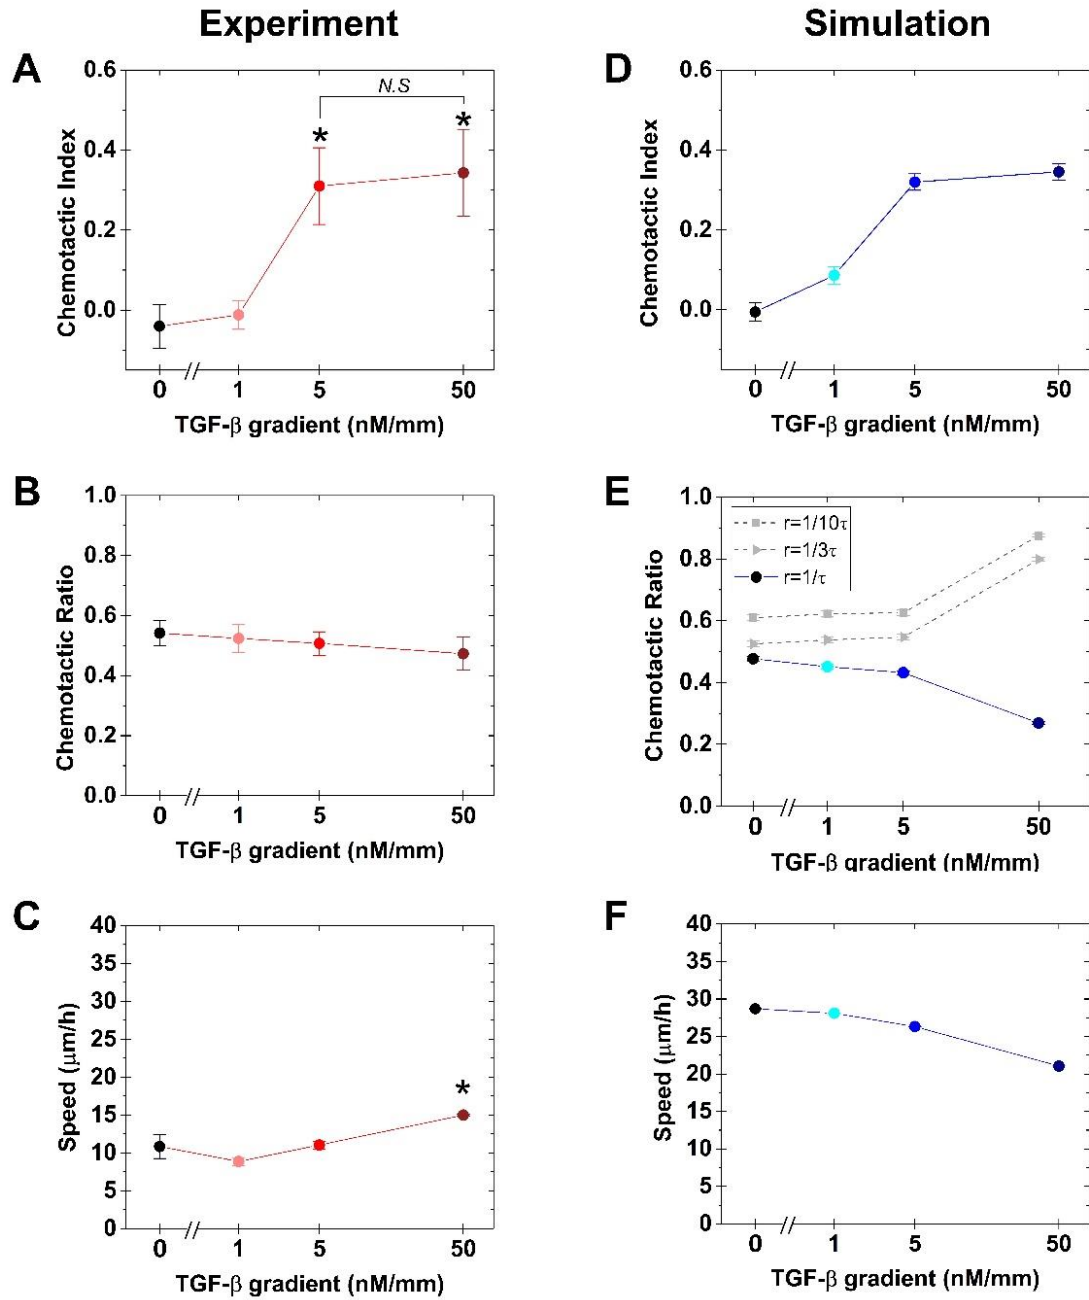 Experiment
Simulation
A
Chemotactic Index
0.6
0.4
0.2
0.0
N.S
*
*
0 // 1 5 50
TGF-β gradient (nM/mm)
D
Chemotactic Index
0.6
0.4
0.2
0.0
0 // 1 5 50
TGF-β gradient (nM/mm)
B
Chemotactic Ratio
1.0
0.8
0.6
0.4
0.2
0.0
0 // 1 5 50
TGF-β gradient (nM/mm)
E
Chemotactic Ratio
1.0
0.8
0.6
0.4
0.2
0.0
r=1/10τ
r=1/3τ
r=1/τ
0 // 1 5 50
TGF-β gradient (nM/mm)
C
Speed (μm/h)
40
35
30
25
20
15
10
5
0
*
0 // 1 5 50
TGF-β gradient (nM/mm)
F
Speed (μm/h)
40
35
30
25
20
15
10
5
0
0 // 1 5 50
TGF-β gradient (nM/mm)